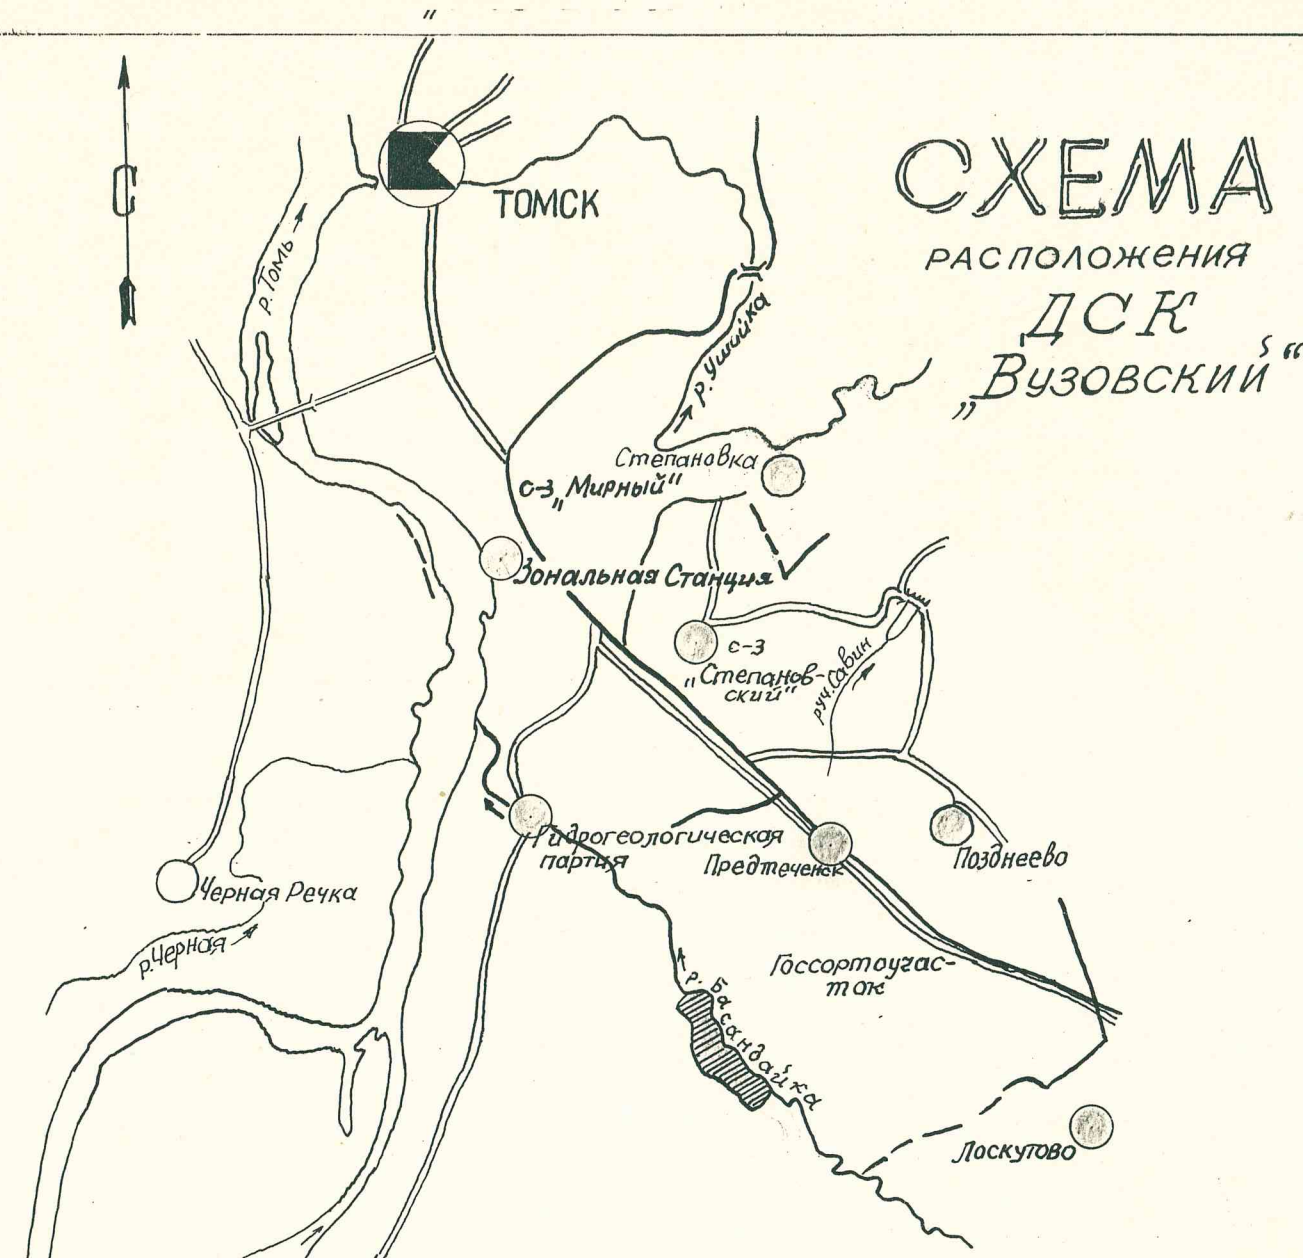 С
СХЕМА
РАСПОЛОЖЕНИЯ
ДСК
„Вузовский“
ТОМСК
р. Томь
р. Ушайка
Степановка
с-з „Мирный“
Зональная Станция
с-з
„Степанов-
ский“
руч. Савин
Гидрогеологическая
партия
Предтеченск
Позднеево
Черная Речка
р. Черная
Госсортоучас-
ток
р. Басандайка
Лоскутово